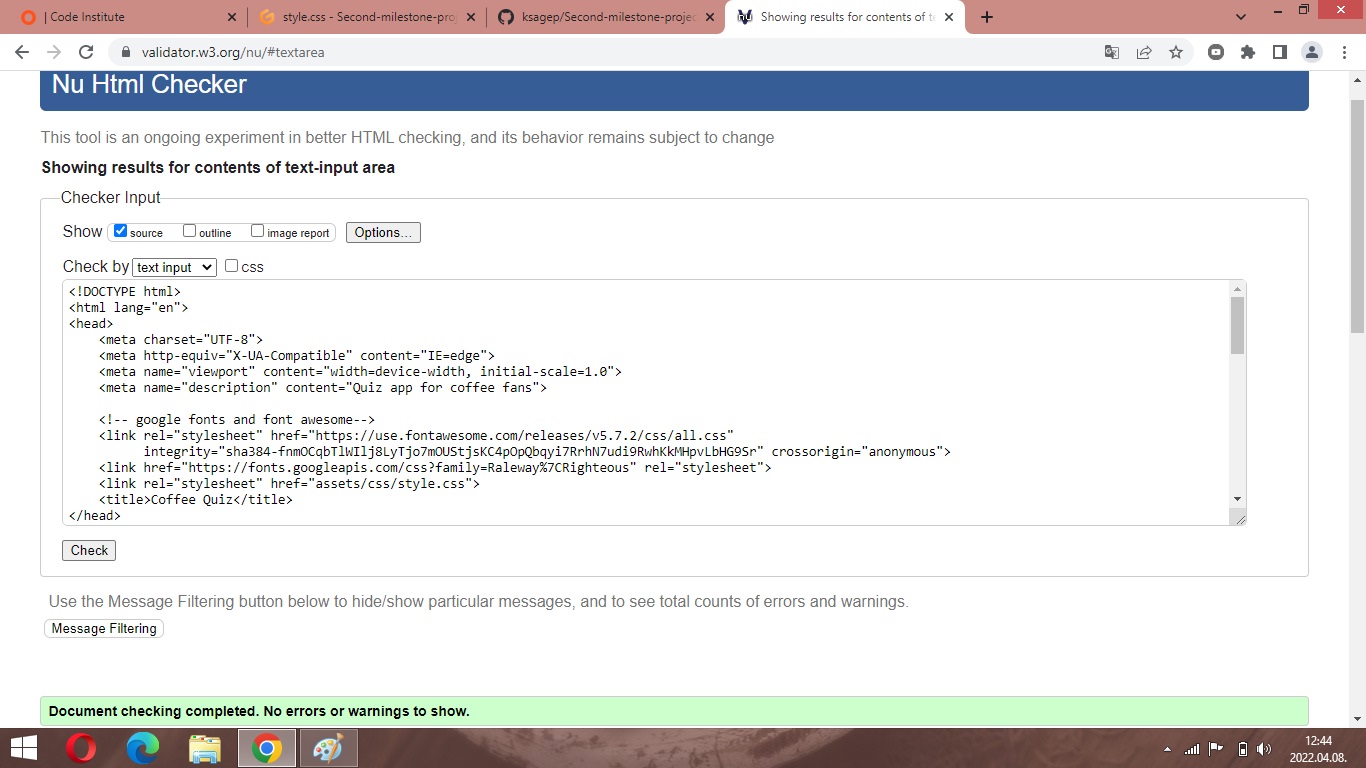 | Code Institute
style.css - Second-milestone-proj
ksagep/Second-milestone-projec
Showing results for contents of te
validator.w3.org/nu/#textarea
Nu Html Checker
This tool is an ongoing experiment in better HTML checking, and its behavior remains subject to change
Showing results for contents of text-input area
Checker Input
Show source outline image report Options...
Check by text input css
<!DOCTYPE html>
<html lang="en">
<head>
<meta charset="UTF-8">
<meta http-equiv="X-UA-Compatible" content="IE=edge">
<meta name="viewport" content="width=device-width, initial-scale=1.0">
<meta name="description" content="Quiz app for coffee fans">
<!-- google fonts and font awesome-->
<link rel="stylesheet" href="https://use.fontawesome.com/releases/v5.7.2/css/all.css"
integrity="sha384-fnmOCqbTlWIlj8LyTjo7mOUStjsKC4pOpQbqyi7RrhN7udi9RwhKkMHpvLbHG9Sr" crossorigin="anonymous">
<link href="https://fonts.googleapis.com/css?family=Raleway%7CRighteous" rel="stylesheet">
<link rel="stylesheet" href="assets/css/style.css">
<title>Coffee Quiz</title>
</head>
Check
Use the Message Filtering button below to hide/show particular messages, and to see total counts of errors and warnings.
Message Filtering
Document checking completed. No errors or warnings to show.
12:44
2022.04.08.